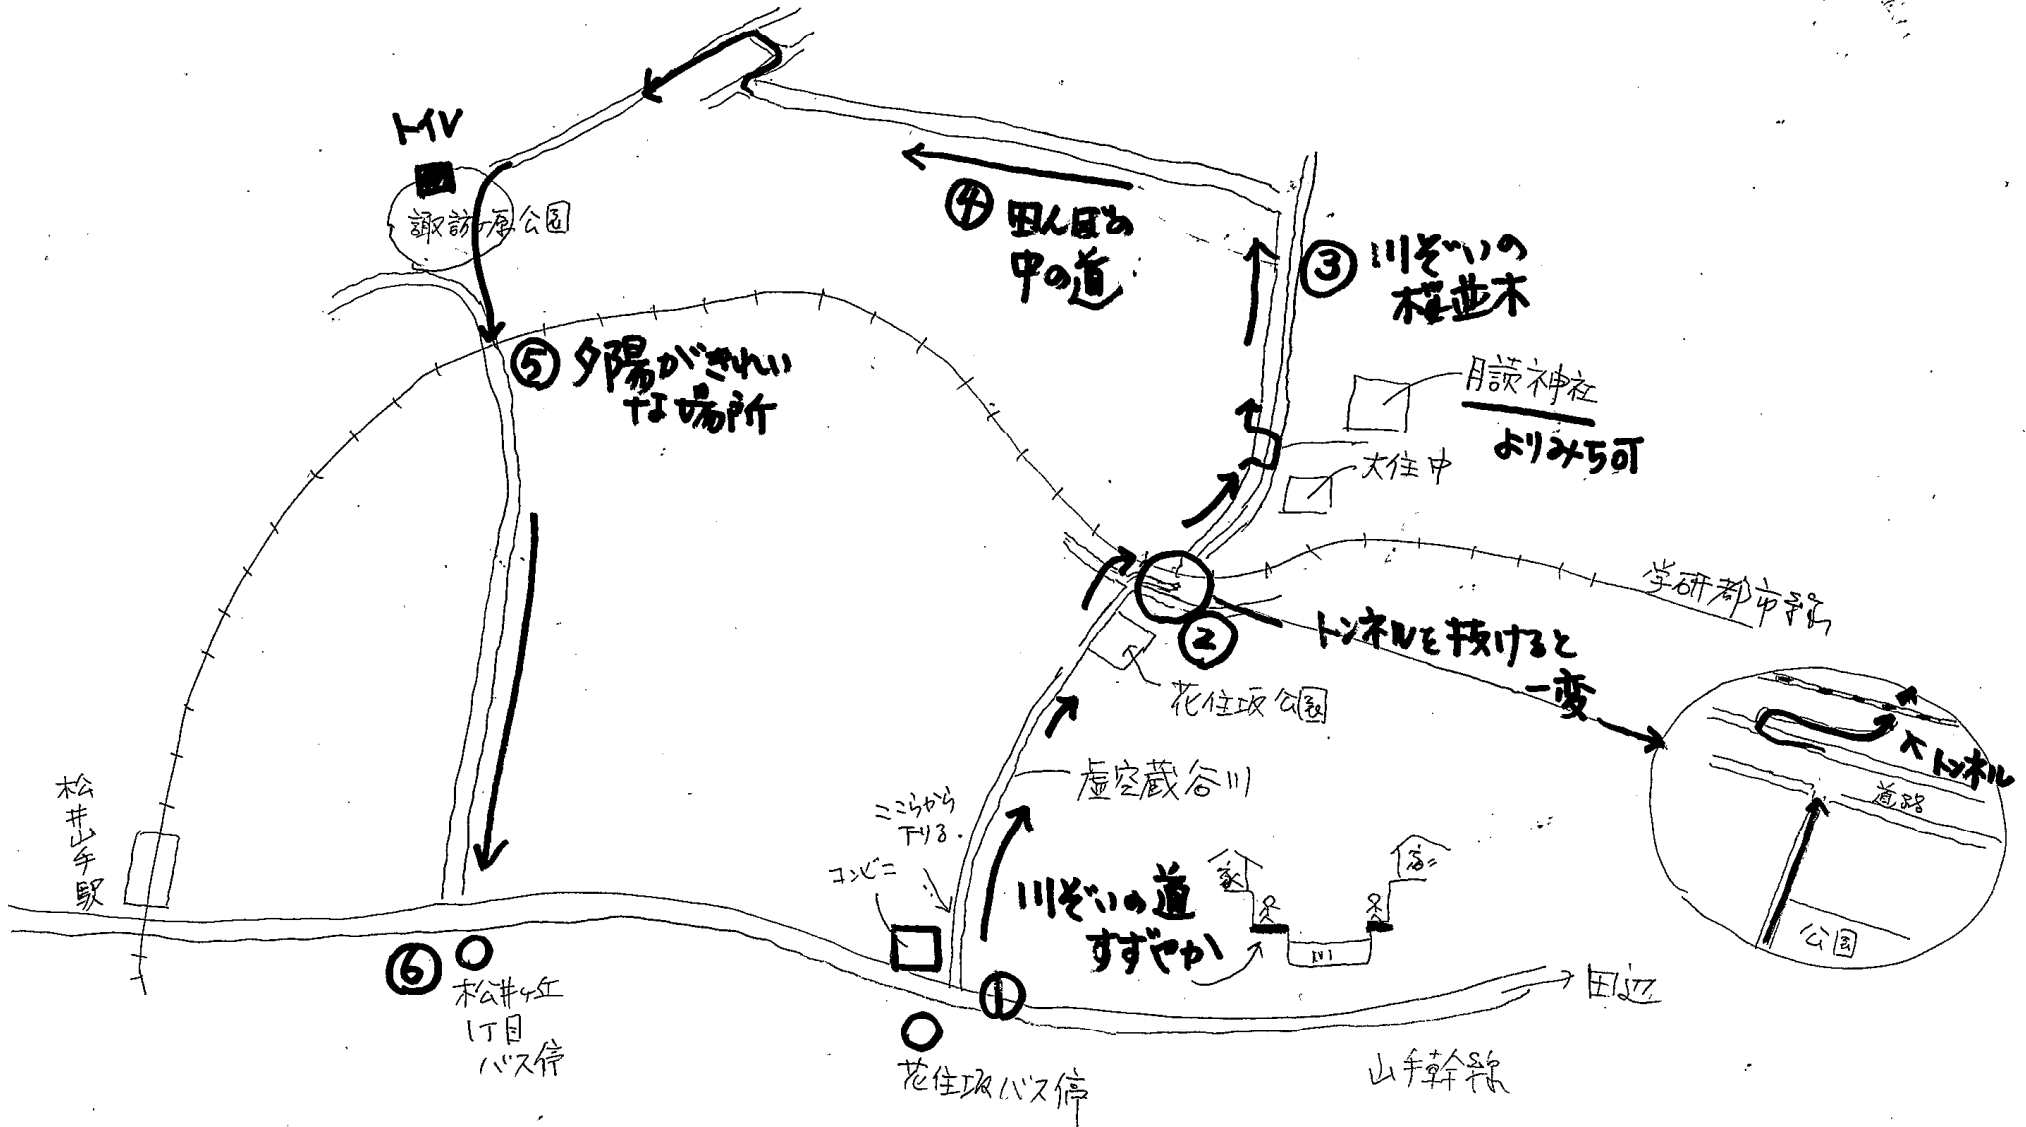 トイレ
諏訪ヶ原公園
④ 田んぼの
中の道
③ 川ぞいの
桜並木
⑤ 夕陽がきれい
な場所
月読神社
よりみち可
大住中
学研都市線
②
トンネルを抜けると
一変
花住坂公園
トンネル
道路
公園
虚空蔵谷川
ここらから
下りる.
コンビニ
川ぞいの道
すずやか
家
家
川
松井山手駅
⑥
松井ヶ丘
1丁目
バス停
①
花住坂バス停
田辺
山手幹線